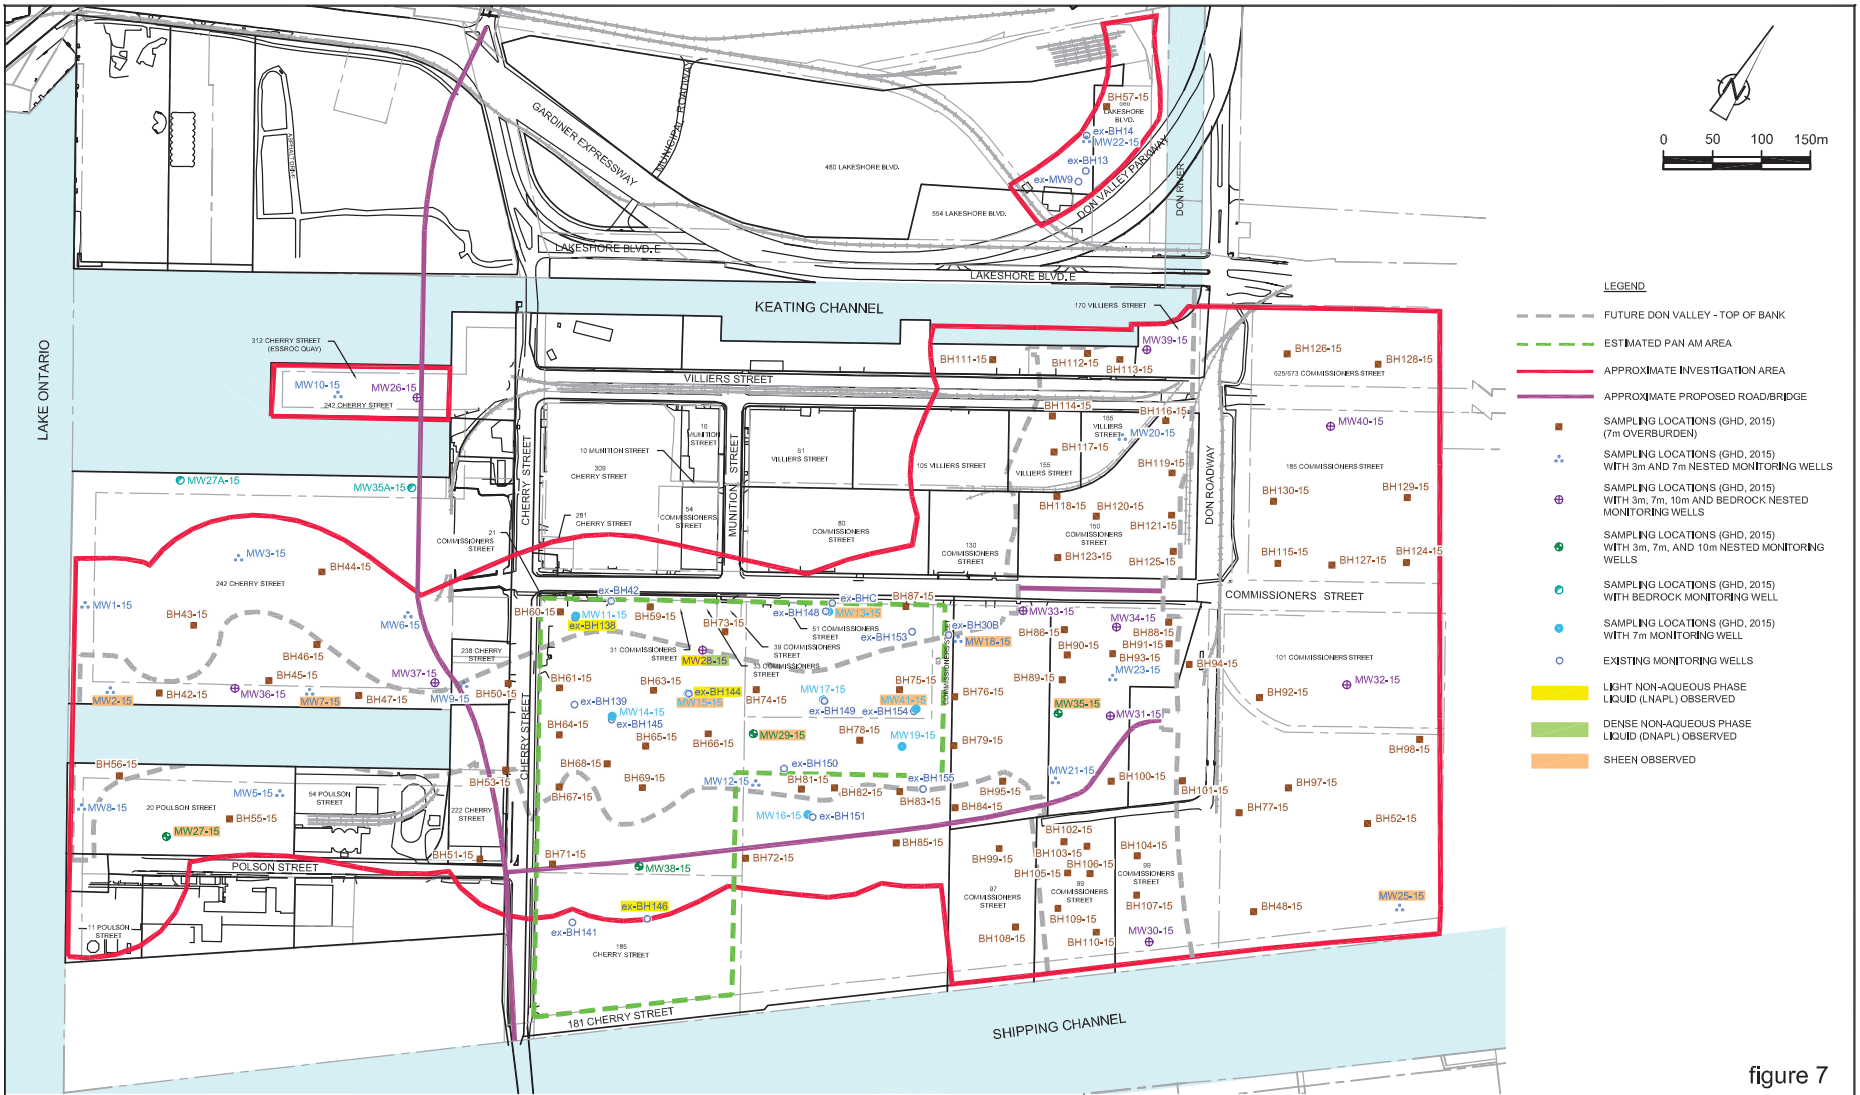 GARDINER EXPRESSWAY
MUNICIPAL ROADWAY
ASPHALT DRIVE
480 LAKESHORE BLVD.
554 LAKESHORE BLVD.
BH57-15
LAKESHORE
BLVD.
ex-BH14
MW22-15
ex-BH13
ex-MW9
DON VALLEY PARKWAY
DON RIVER
N
0 50 100 150m
LAKESHORE BLVD. E
LAKESHORE BLVD. E
KEATING CHANNEL
170 VILLIERS STREET
LAKE ONTARIO
312 CHERRY STREET
(ESSROC QUAY)
MW10-15
MW26-15
242 CHERRY STREET
VILLIERS STREET
BH111-15
BH112-15
BH113-15
MW39-15
BH126-15
BH128-15
625/673 COMMISSIONERS STREET
BH114-15
BH116-15
165
VILLIERS
STREET
MW20-15
MW40-15
BH117-15
16
MUNITION
STREET
10 MUNITION STREET
309
CHERRY STREET
61
VILLIERS STREET
105 VILLIERS STREET
155
VILLIERS STREET
BH119-15
185 COMMISSIONERS STREET
CHERRY STREET
MUNITION STREET
DON ROADWAY
MW27A-15
MW35A-15
BH130-15
BH129-15
BH118-15
BH120-15
BH121-15
281
CHERRY STREET
54
COMMISSIONERS
STREET
80
COMMISSIONERS
STREET
150
COMMISSIONERS
STREET
130
COMMISSIONERS
STREET
21
COMMISSIONERS
STREET
BH123-15
BH125-15
BH115-15
BH127-15
BH124-15
MW3-15
BH44-15
242 CHERRY STREET
COMMISSIONERS STREET
MW1-15
BH43-15
MW6-15
BH46-15
BH45-15
MW2-15
BH42-15
MW36-15
MW7-15
BH47-15
MW37-15
MW9-15
238 CHERRY
STREET
BH50-15
BH60-15
ex-BH42
MW11-15
ex-BH138
BH59-15
BH73-15
ex-BHC
ex-BH148
MW13-15
BH87-15
51 COMMISSIONERS
STREET
ex-BH153
39 COMMISSIONERS
STREET
31 COMMISSIONERS
STREET
33 COMMISSIONERS
STREET
MW28-15
63
COMMISSIONERS STREET
ex-BH30B
MW18-15
MW33-15
BH86-15
MW34-15
BH88-15
BH91-15
BH90-15
BH93-15
MW23-15
BH94-15
BH89-15
101 COMMISSIONERS STREET
MW32-15
BH92-15
BH61-15
BH63-15
ex-BH144
MW15-15
BH74-15
MW17-15
ex-BH149
BH75-15
MW41-15
ex-BH154
BH76-15
ex-BH139
MW14-15
ex-BH145
MW35-15
MW31-15
BH64-15
BH65-15
BH66-15
MW29-15
BH78-15
MW19-15
BH79-15
BH98-15
CHERRY STREET
BH68-15
ex-BH150
BH56-15
BH53-15
BH67-15
BH69-15
MW12-15
BH81-15
BH82-15
ex-BH155
BH83-15
BH95-15
MW21-15
BH100-15
BH101-15
BH97-15
MW8-15
20 POULSON STREET
MW5-15
54 POULSON
STREET
222 CHERRY
STREET
BH84-15
BH77-15
BH55-15
MW27-15
MW16-15
ex-BH151
BH52-15
POLSON STREET
BH51-15
BH71-15
MW38-15
BH72-15
BH85-15
BH99-15
BH102-15
BH103-15
BH106-15
BH105-15
BH104-15
99
COMMISSIONERS
STREET
99
COMMISSIONERS
STREET
97
COMMISSIONERS
STREET
BH107-15
BH109-15
BH108-15
BH110-15
MW30-15
BH48-15
MW25-15
11 POULSON
STREET
ex-BH146
ex-BH141
185
CHERRY STREET
181 CHERRY STREET
SHIPPING CHANNEL
LEGEND
FUTURE DON VALLEY - TOP OF BANK
ESTIMATED PAN AM AREA
APPROXIMATE INVESTIGATION AREA
APPROXIMATE PROPOSED ROAD/BRIDGE
SAMPLING LOCATIONS (GHD, 2015)
(7m OVERBURDEN)
SAMPLING LOCATIONS (GHD, 2015)
WITH 3m AND 7m NESTED MONITORING WELLS
SAMPLING LOCATIONS (GHD, 2015)
WITH 3m, 7m, 10m AND BEDROCK NESTED
MONITORING WELLS
SAMPLING LOCATIONS (GHD, 2015)
WITH 3m, 7m, AND 10m NESTED MONITORING
WELLS
SAMPLING LOCATIONS (GHD, 2015)
WITH BEDROCK MONITORING WELL
SAMPLING LOCATIONS (GHD, 2015)
WITH 7m MONITORING WELL
EXISTING MONITORING WELLS
LIGHT NON-AQUEOUS PHASE
LIQUID (LNAPL) OBSERVED
DENSE NON-AQUEOUS PHASE
LIQUID (DNAPL) OBSERVED
SHEEN OBSERVED
figure 7